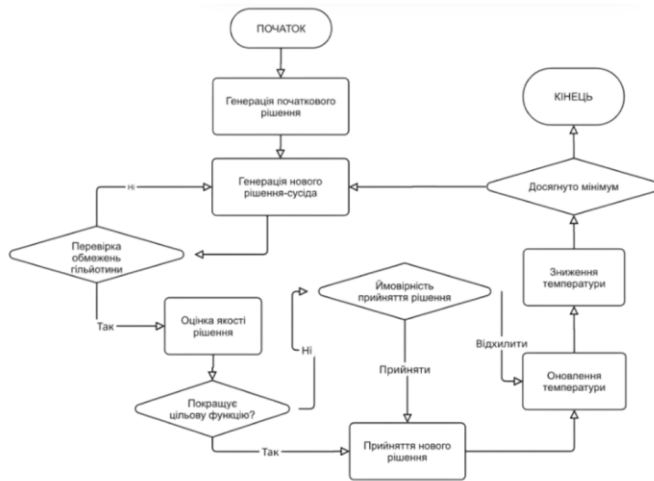 ПОЧАТОК
Генерація початкового
рішення
КІНЕЦЬ
Генерація нового
рішення-сусіда
Досягнуто мінімум
Ні
Перевірка
обмежень
гільйотини
Так
Оцінка якості
рішення
Ні
Ймовірність
прийняття рішення
Зниження
температури
Прийняти
Відхилити
Оновлення
температури
Покращує
цільову функцію?
Так
Прийняття нового
рішення